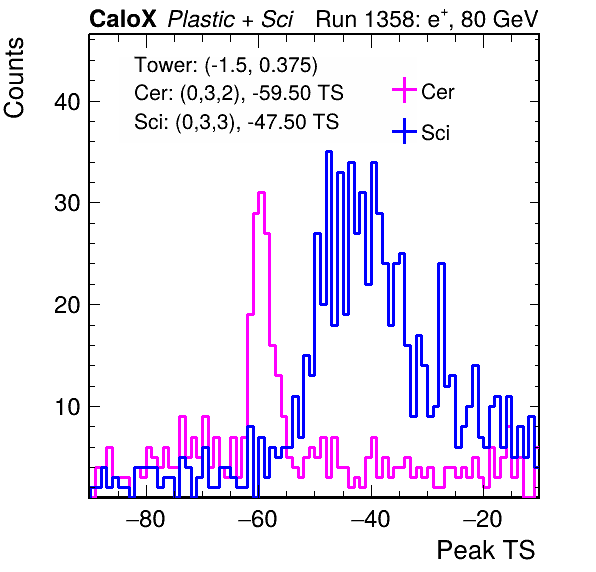 CaloX Plastic + Sci Run 1358: e⁺, 80 GeV
Counts
Tower: (-1.5, 0.375)
Cer: (0,3,2), -59.50 TS
Sci: (0,3,3), -47.50 TS
Cer
Sci
40
30
20
10
−80 −60 −40 −20
Peak TS